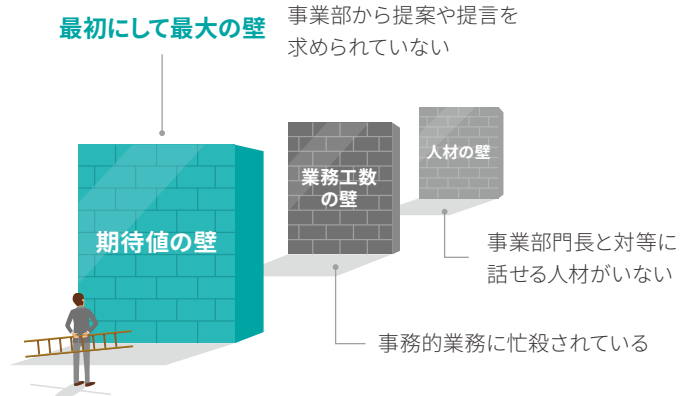 最初にして最大の壁
事業部から提案や提言を
求められていない
期待値の壁
業務工数
の壁
人材の壁
事業部門長と対等に
話せる人材がいない
事務的業務に忙殺されている